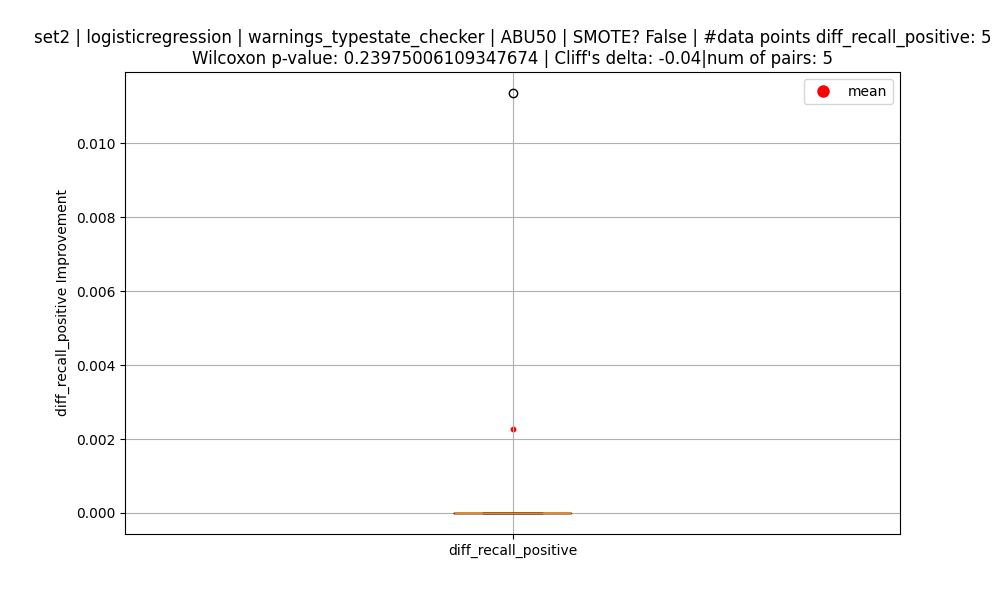 set2 | logisticregression | warnings_typestate_checker | ABU50 | SMOTE? False | #data points diff_recall_positive: 5
Wilcoxon p-value: 0.23975006109347674 | Cliff's delta: -0.04|num of pairs: 5
mean
0.010
0.008
0.006
0.004
0.002
0.000
diff_recall_positive Improvement
diff_recall_positive